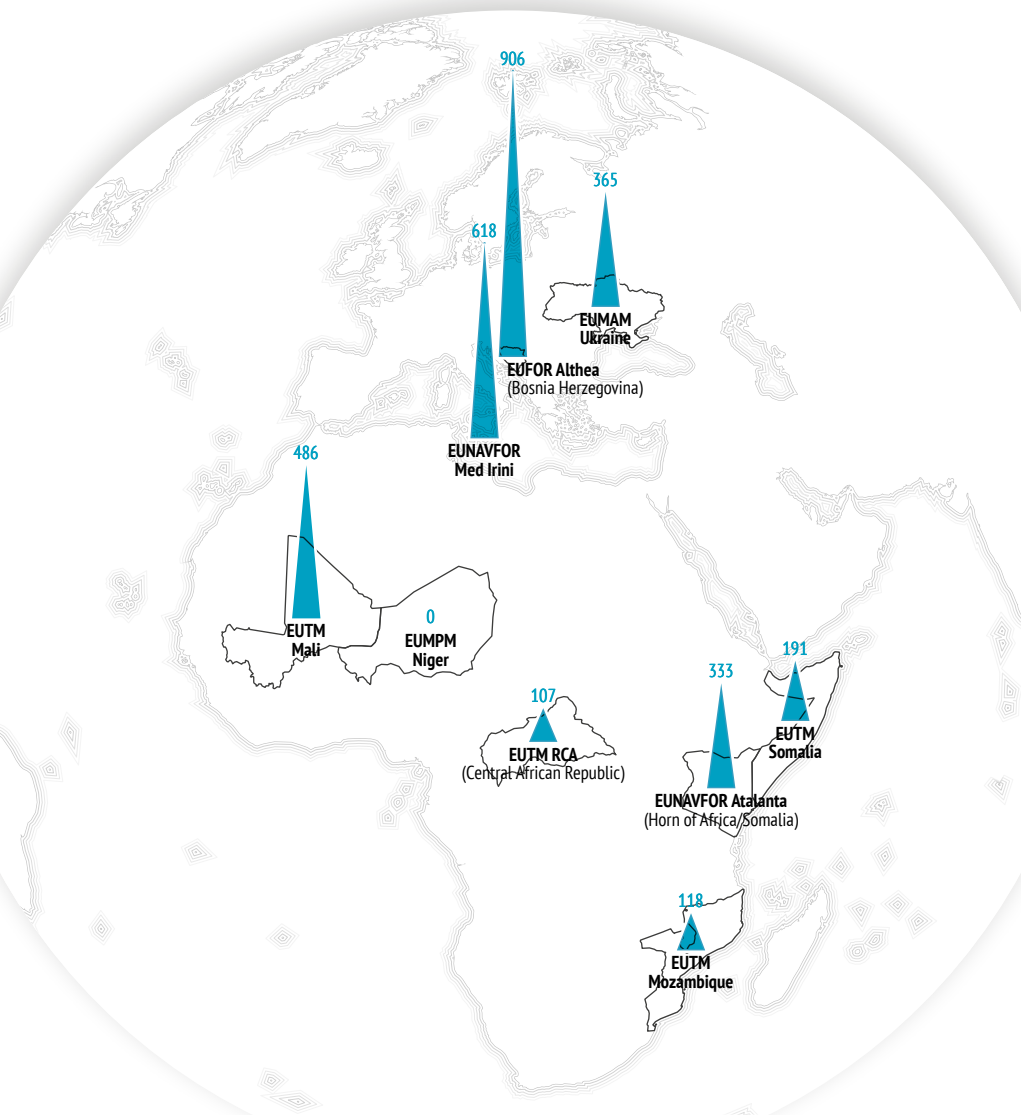 906
365
618
EUMAM
Ukraine
EUFOR Althea
(Bosnia Herzegovina)
EUNAVFOR
Med Irini
486
EUTM
Mali
0
EUMPM
Niger
191
333
107
EUTM
Somalia
EUTM RCA
(Central African Republic)
EUNAVFOR Atalanta
(Horn of Africa/Somalia)
118
EUTM
Mozambique